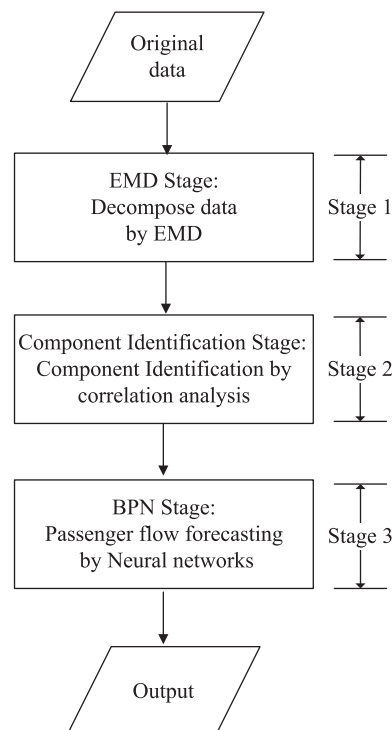 Original
data
EMD Stage:
Decompose data
by EMD
Stage 1
Component Identification Stage:
Component Identification by
correlation analysis
Stage 2
BPN Stage:
Passenger flow forecasting
by Neural networks
Stage 3
Output